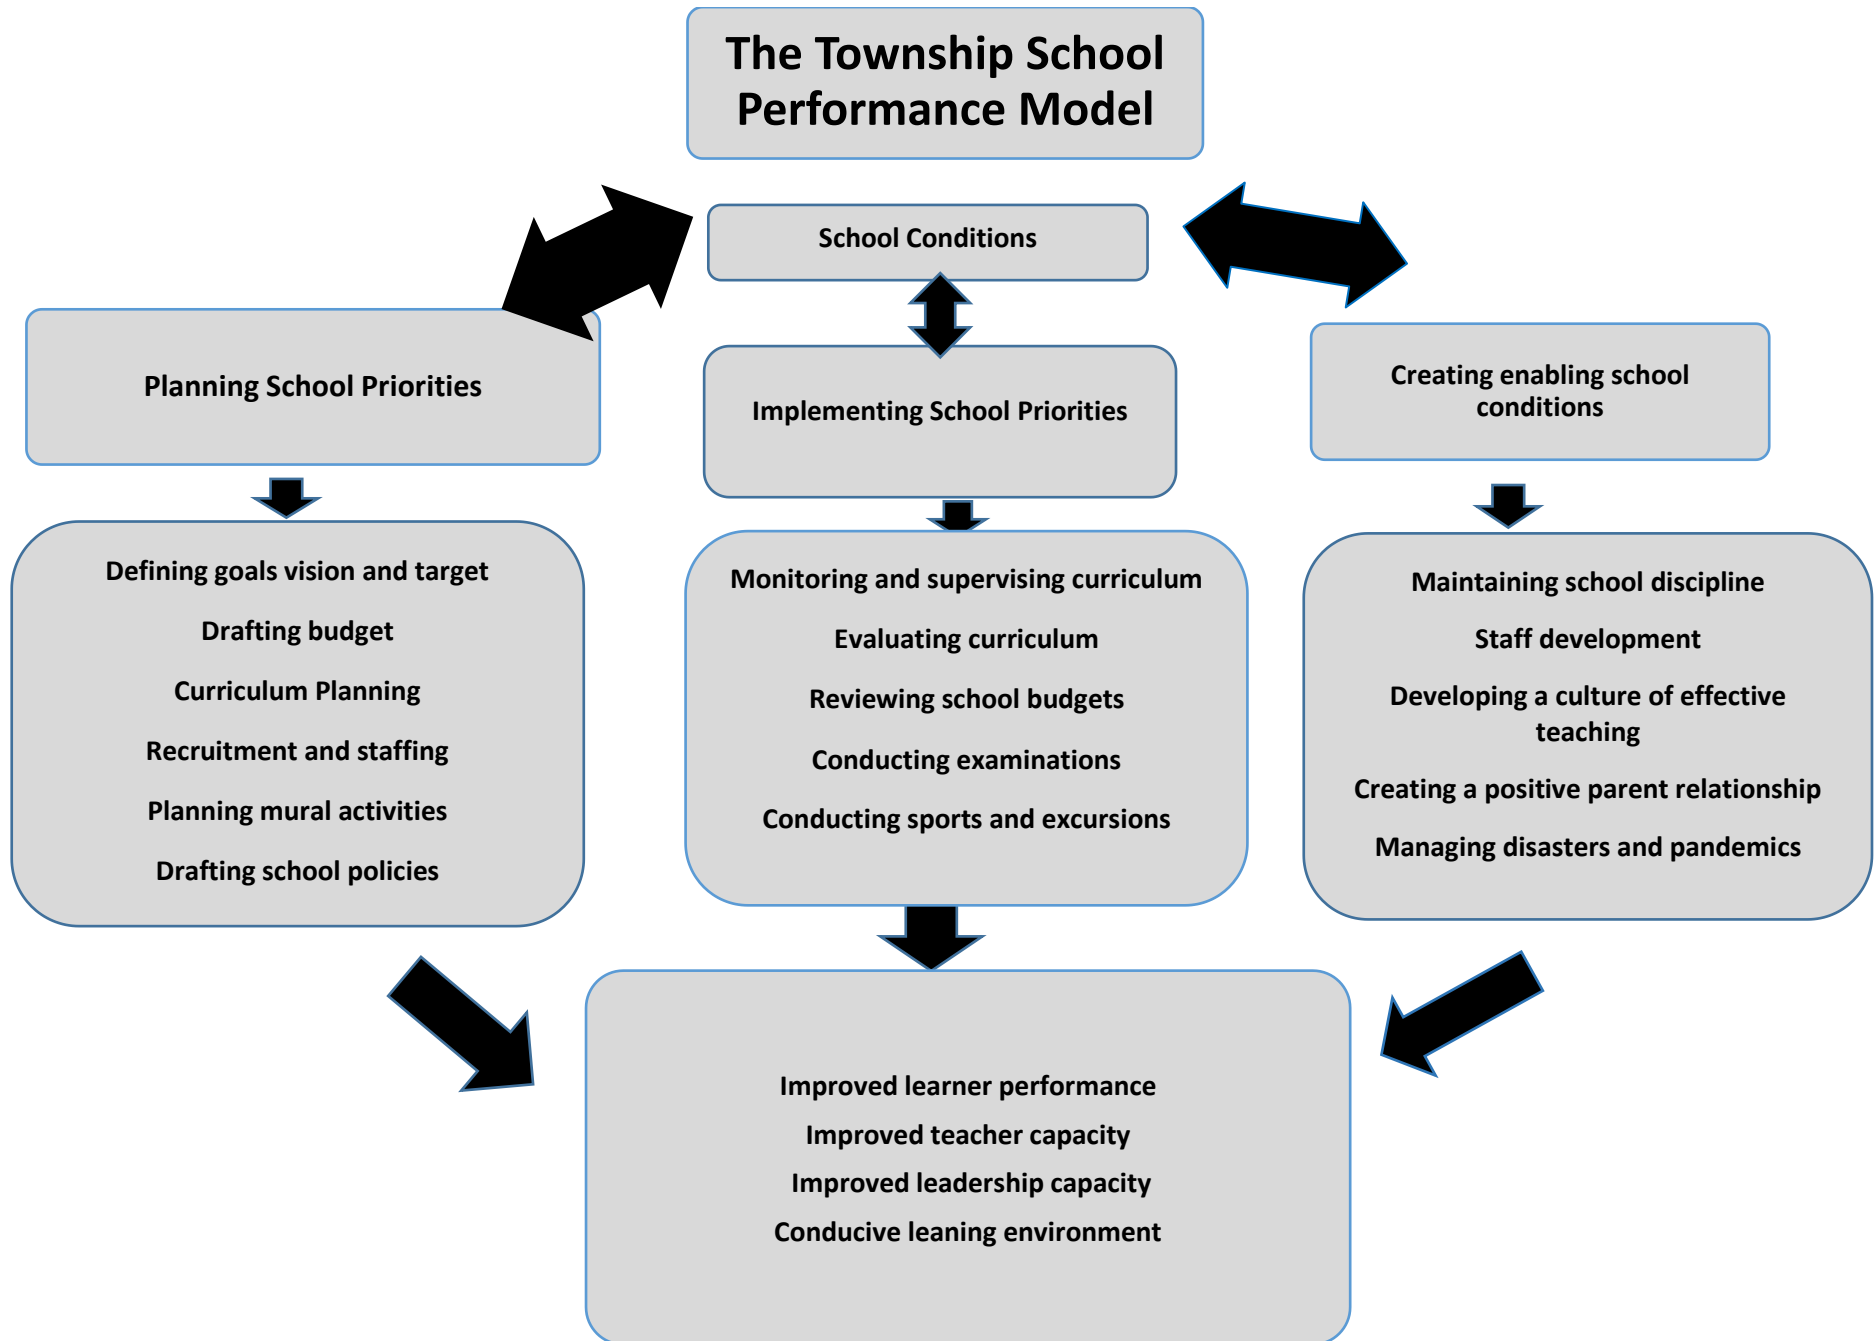 The Township School
Performance Model
School Conditions
Planning School Priorities
Implementing School Priorities
Creating enabling school
conditions
Defining goals vision and target
Drafting budget
Curriculum Planning
Recruitment and staffing
Planning mural activities
Drafting school policies
Monitoring and supervising curriculum
Evaluating curriculum
Reviewing school budgets
Conducting examinations
Conducting sports and excursions
Maintaining school discipline
Staff development
Developing a culture of effective
teaching
Creating a positive parent relationship
Managing disasters and pandemics
Improved learner performance
Improved teacher capacity
Improved leadership capacity
Conducive leaning environment